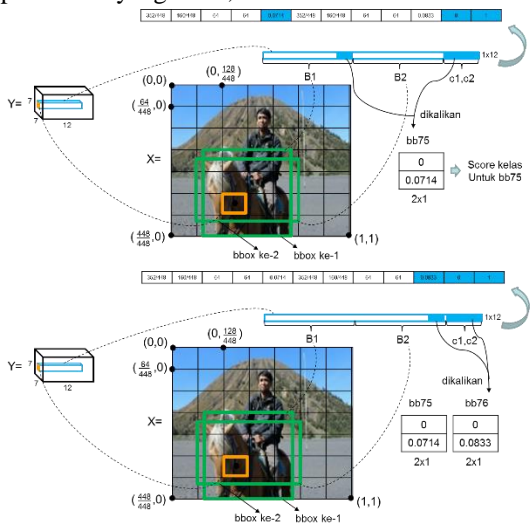 352/448 160/448 64 64 0.0714 352/448 160/448 64 64 0.0833 0 1
1x12
B1 B2 c1,c2
(0,0) (0, 128/448)
dikalikan
Y= 7 7 12
(64/448 ,0)
bb75
X=
0
0.0714
2x1
Score kelas
Untuk bb75
(448/448 ,0) (1,1)
bbox ke-2 bbox ke-1
352/448 160/448 64 64 0.0714 352/448 160/448 64 64 0.0833 0 1
1x12
B1 B2 c1,c2
(0,0) (0, 128/448)
dikalikan
Y= 7 7 12
(64/448 ,0)
bb75 bb76
X=
0 0
0.0714 0.0833
2x1 2x1
(448/448 ,0) (1,1)
bbox ke-2 bbox ke-1